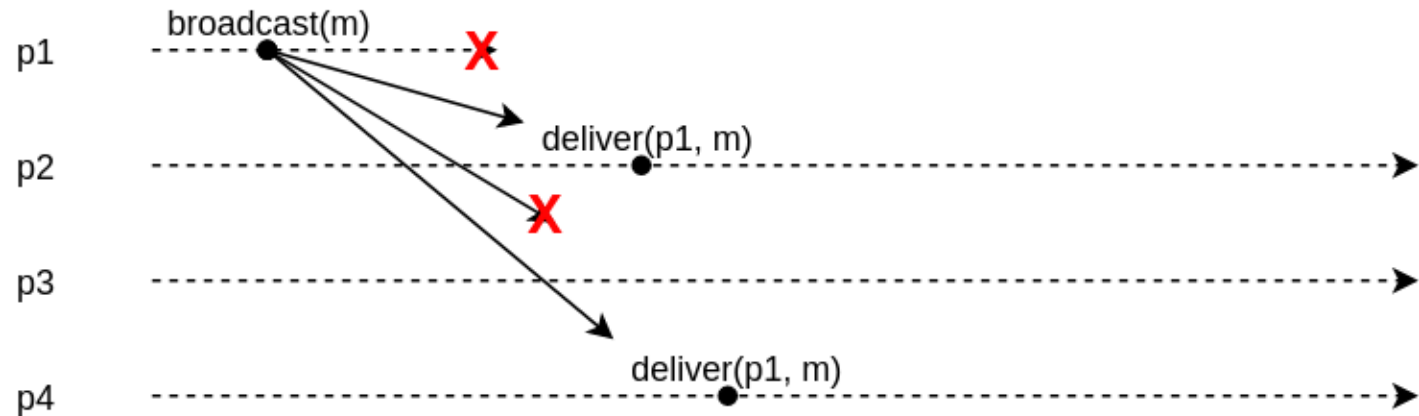 broadcast(m)
p1
X
deliver(p1, m)
p2
X
p3
deliver(p1, m)
p4